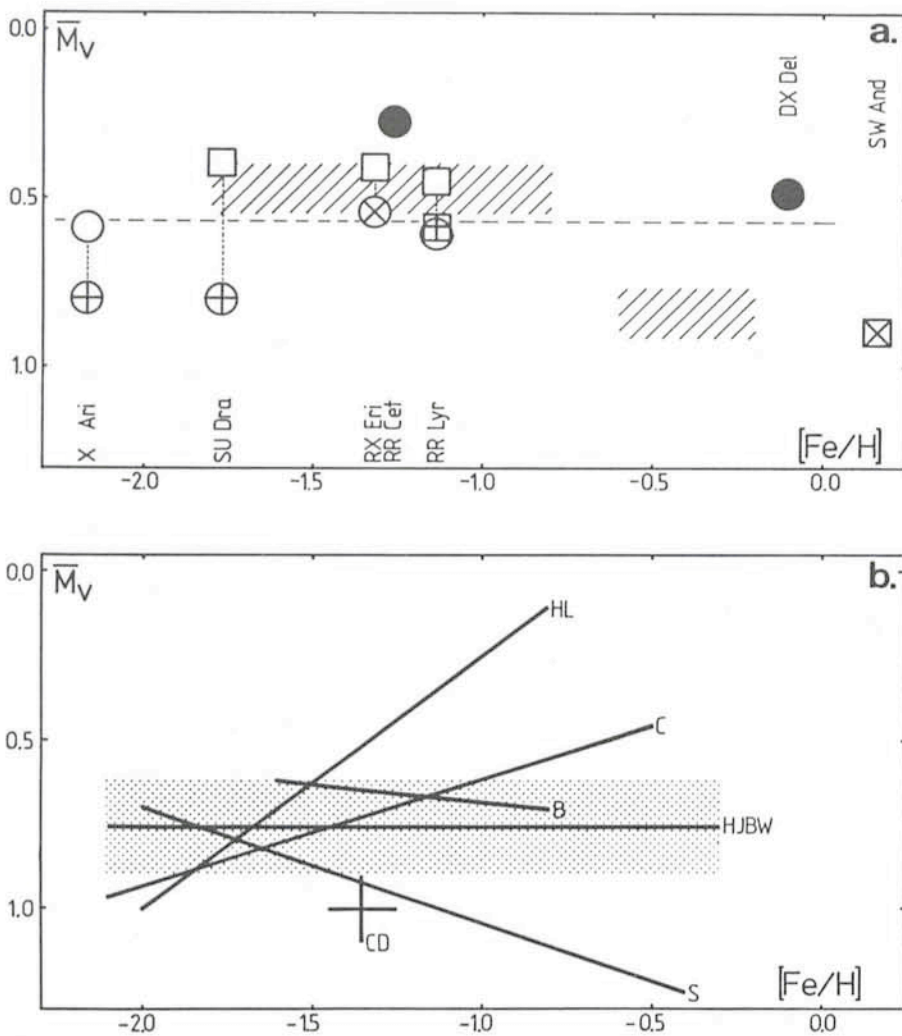 0.0
M̅v
a.
DX Del
SW And
0.5
1.0
X Ari
SU Dra
RX Eri
RR Cet
RR Lyr
[Fe/H]
-2.0
-1.5
-1.0
-0.5
0.0
0.0
M̅v
b.
HL
0.5
C
B
HJBW
1.0
CD
S
[Fe/H]
-2.0
-1.5
-1.0
-0.5
0.0